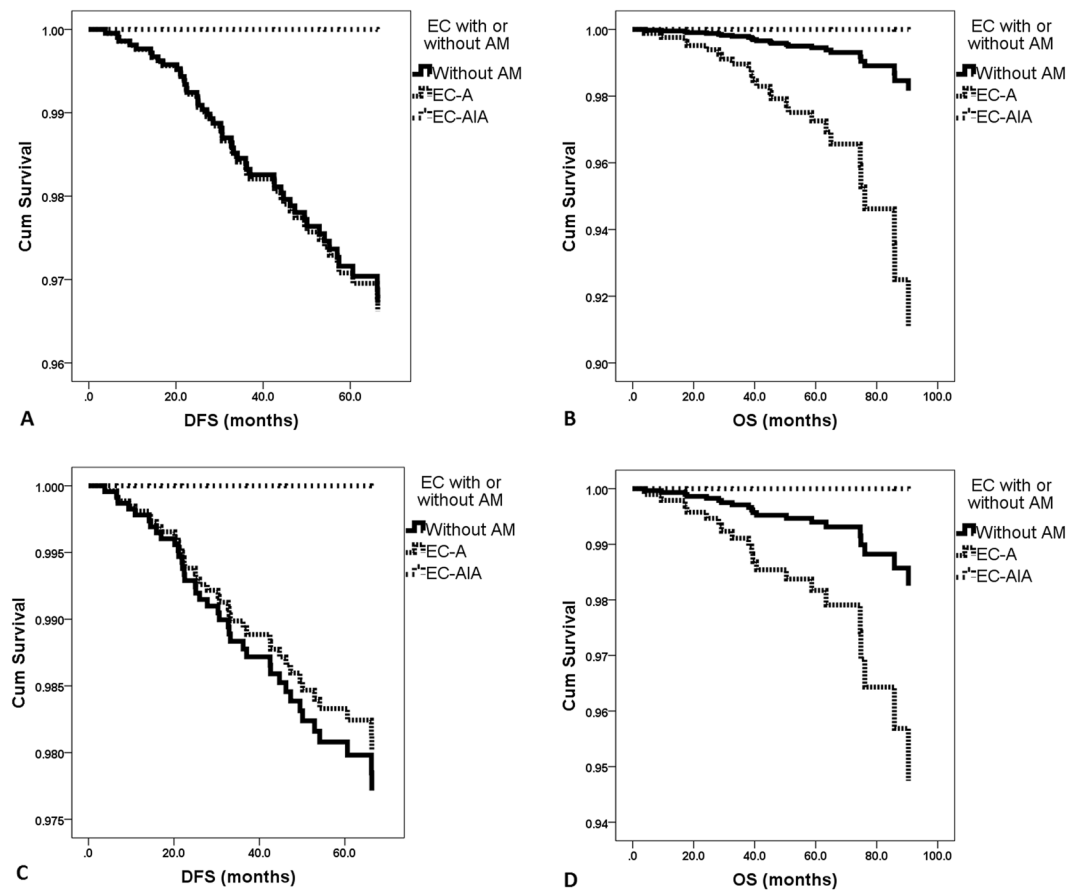 EC with or
without AM
Without AM
EC-A
EC-AIA
1.00
0.99
0.98
0.97
0.96
Cum Survival
.0 20.0 40.0 60.0
DFS (months)
A
EC with or
without AM
Without AM
EC-A
EC-AIA
1.00
0.98
0.96
0.94
0.92
0.90
Cum Survival
.0 20.0 40.0 60.0 80.0 100.0
OS (months)
B
EC with or
without AM
Without AM
EC-A
EC-AIA
1.000
0.995
0.990
0.985
0.980
0.975
Cum Survival
.0 20.0 40.0 60.0
DFS (months)
C
EC with or
without AM
Without AM
EC-A
EC-AIA
1.00
0.99
0.98
0.97
0.96
0.95
0.94
Cum Survival
.0 20.0 40.0 60.0 80.0 100.0
OS (months)
D